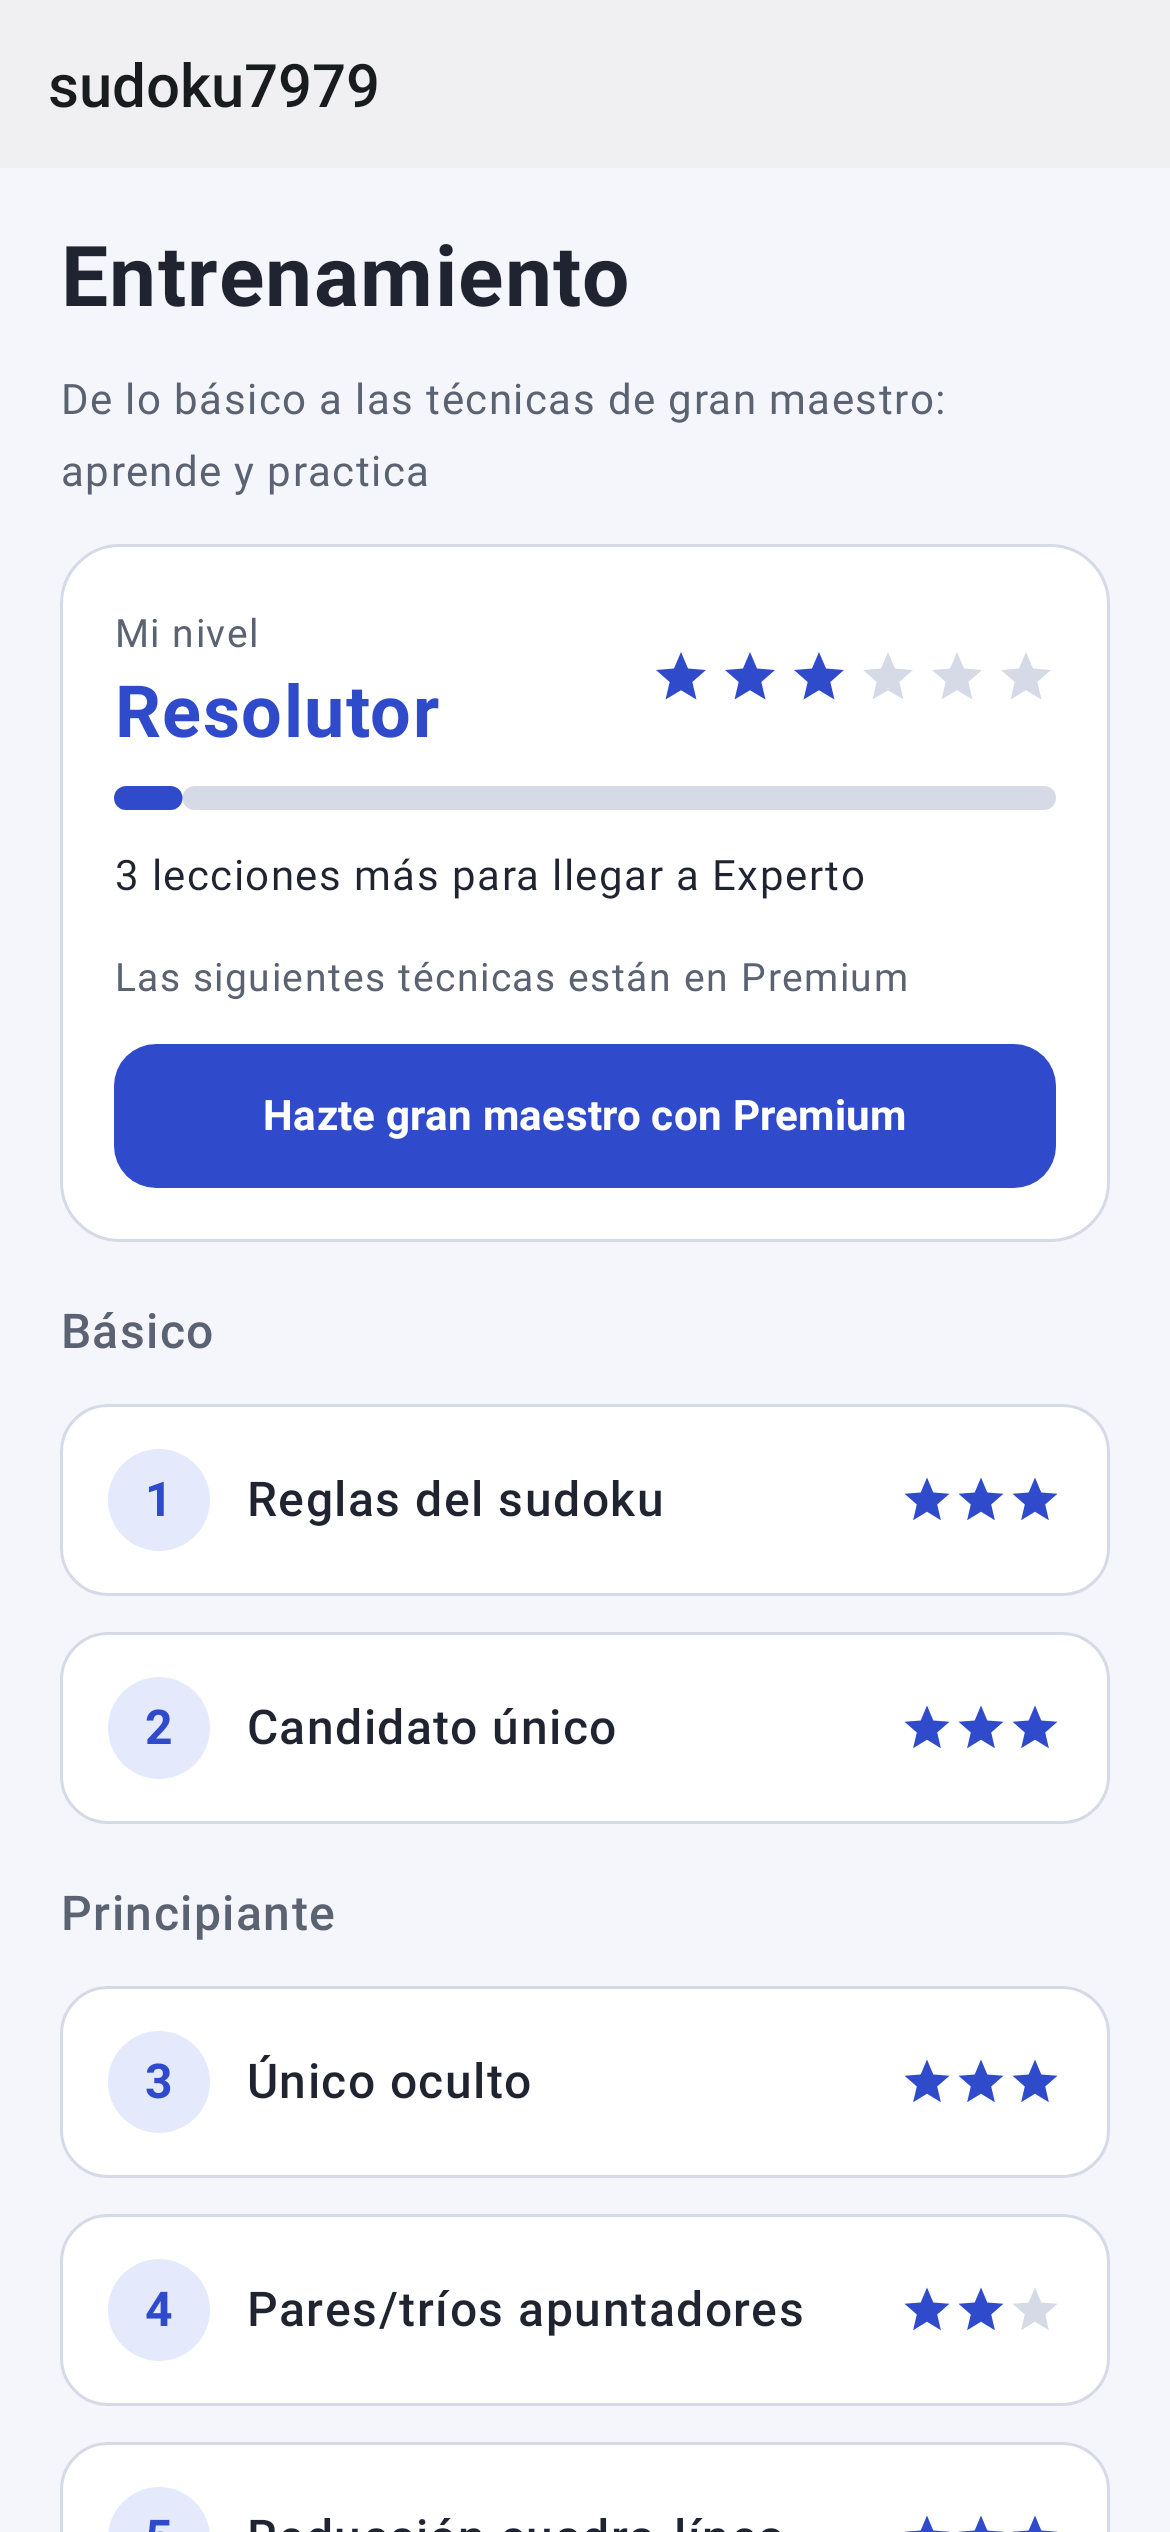 sudoku7979
Entrenamiento
De lo básico a las técnicas de gran maestro:
aprende y practica
Mi nivel
Resolutor
3 lecciones más para llegar a Experto
Las siguientes técnicas están en Premium
Hazte gran maestro con Premium
Básico
1 Reglas del sudoku
2 Candidato único
Principiante
3 Único oculto
4 Pares/tríos apuntadores